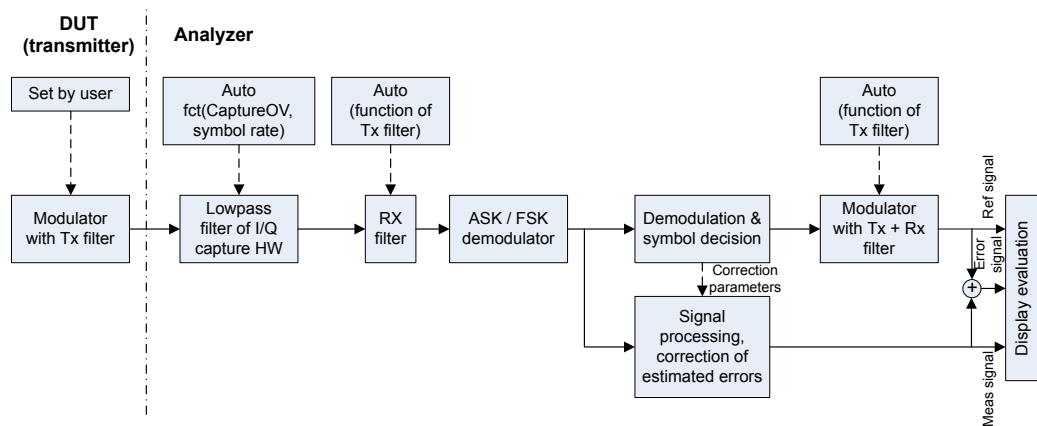 DUT
(transmitter)
Analyzer
Set by user
Auto
fct(CaptureOV,
symbol rate)
Auto
(function of
Tx filter)
Auto
(function of
Tx filter)
Modulator
with Tx filter
Lowpass
filter of I/Q
capture HW
RX
filter
ASK / FSK
demodulator
Demodulation &
symbol decision
Modulator
with Tx + Rx
filter
Ref signal
Error
signal
Correction
parameters
+
Signal
processing,
correction of
estimated errors
Meas signal
Display evaluation